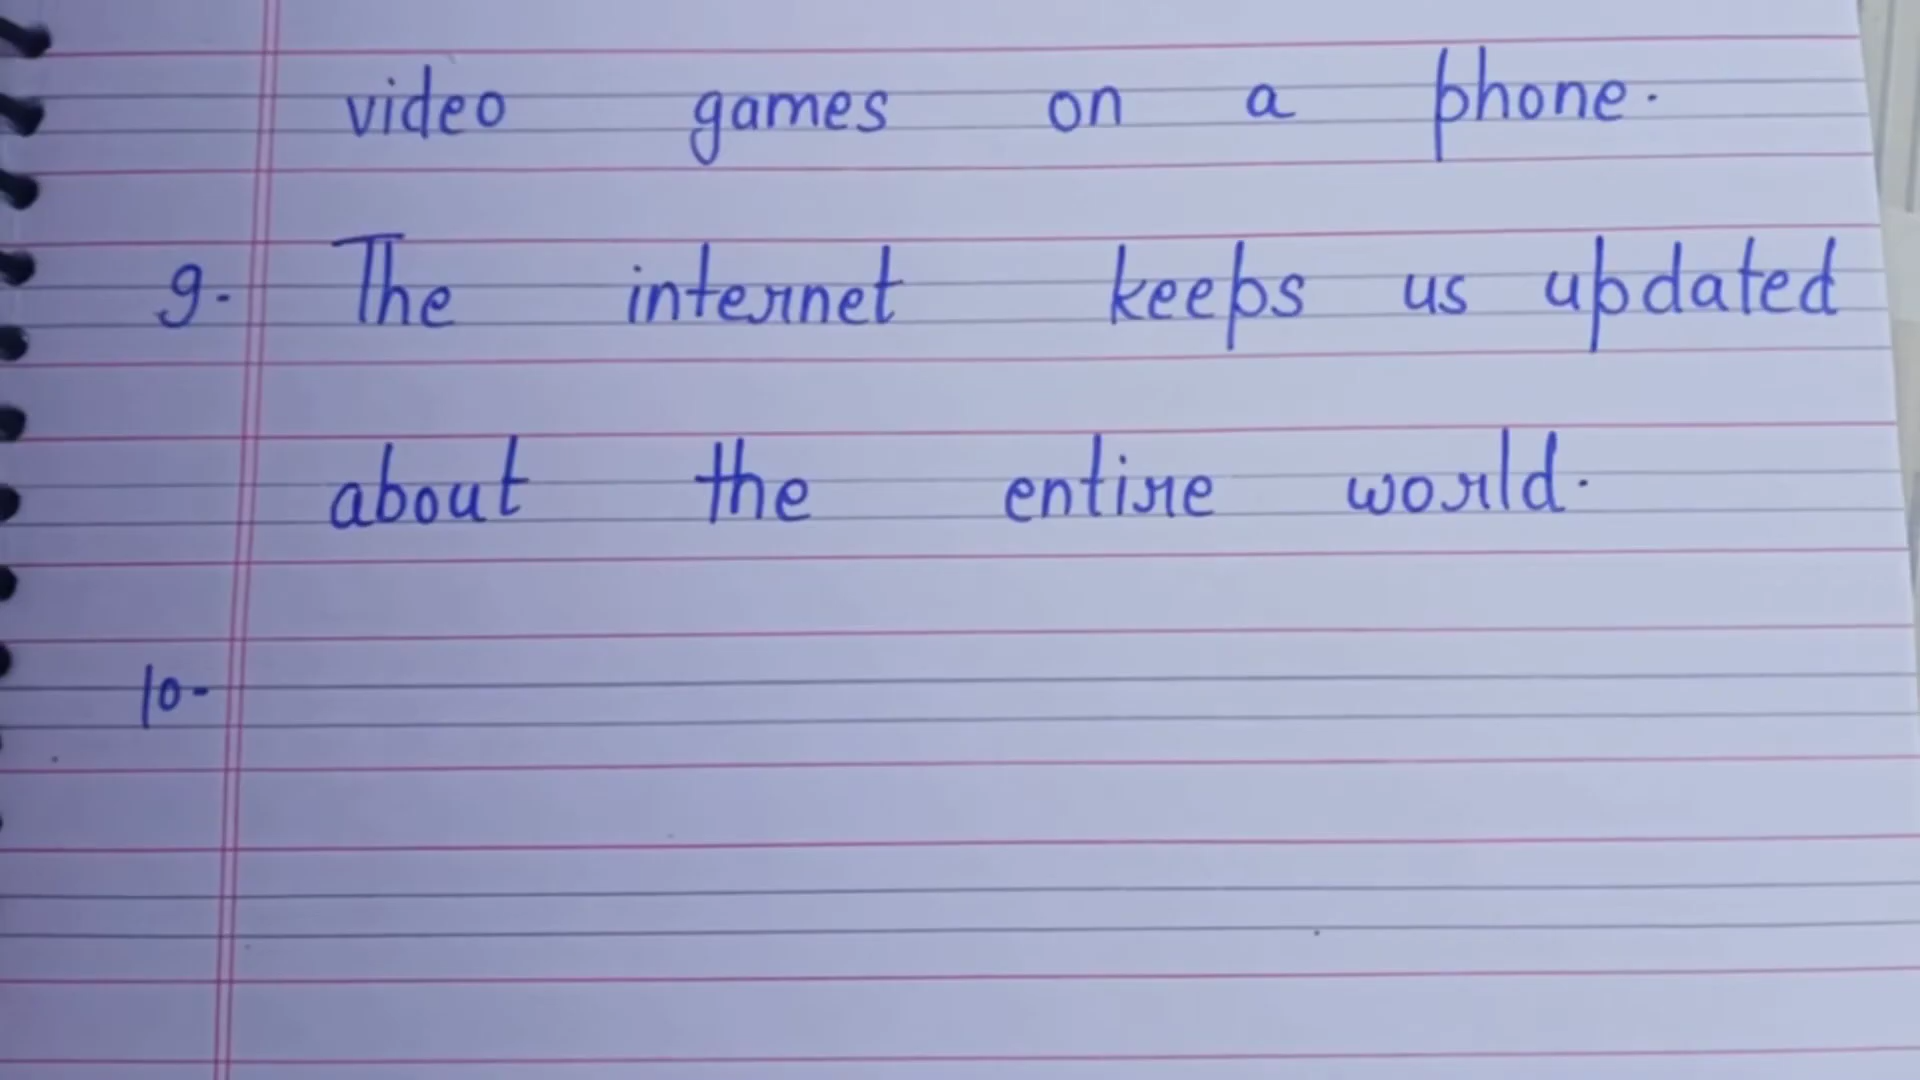 video games on a phone.
9. The internet keeps us updated
about the entire world.
10-